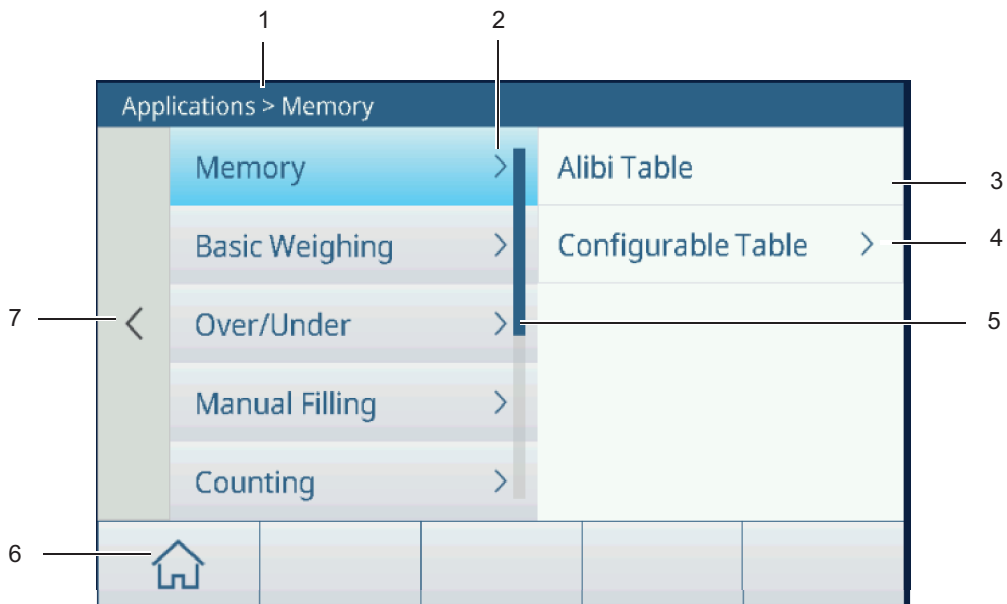 1
2
Applications > Memory
Memory >
Alibi Table
3
Basic Weighing >
Configurable Table >
4
7
<
Over/Under >
5
Manual Filling >
Counting >
6